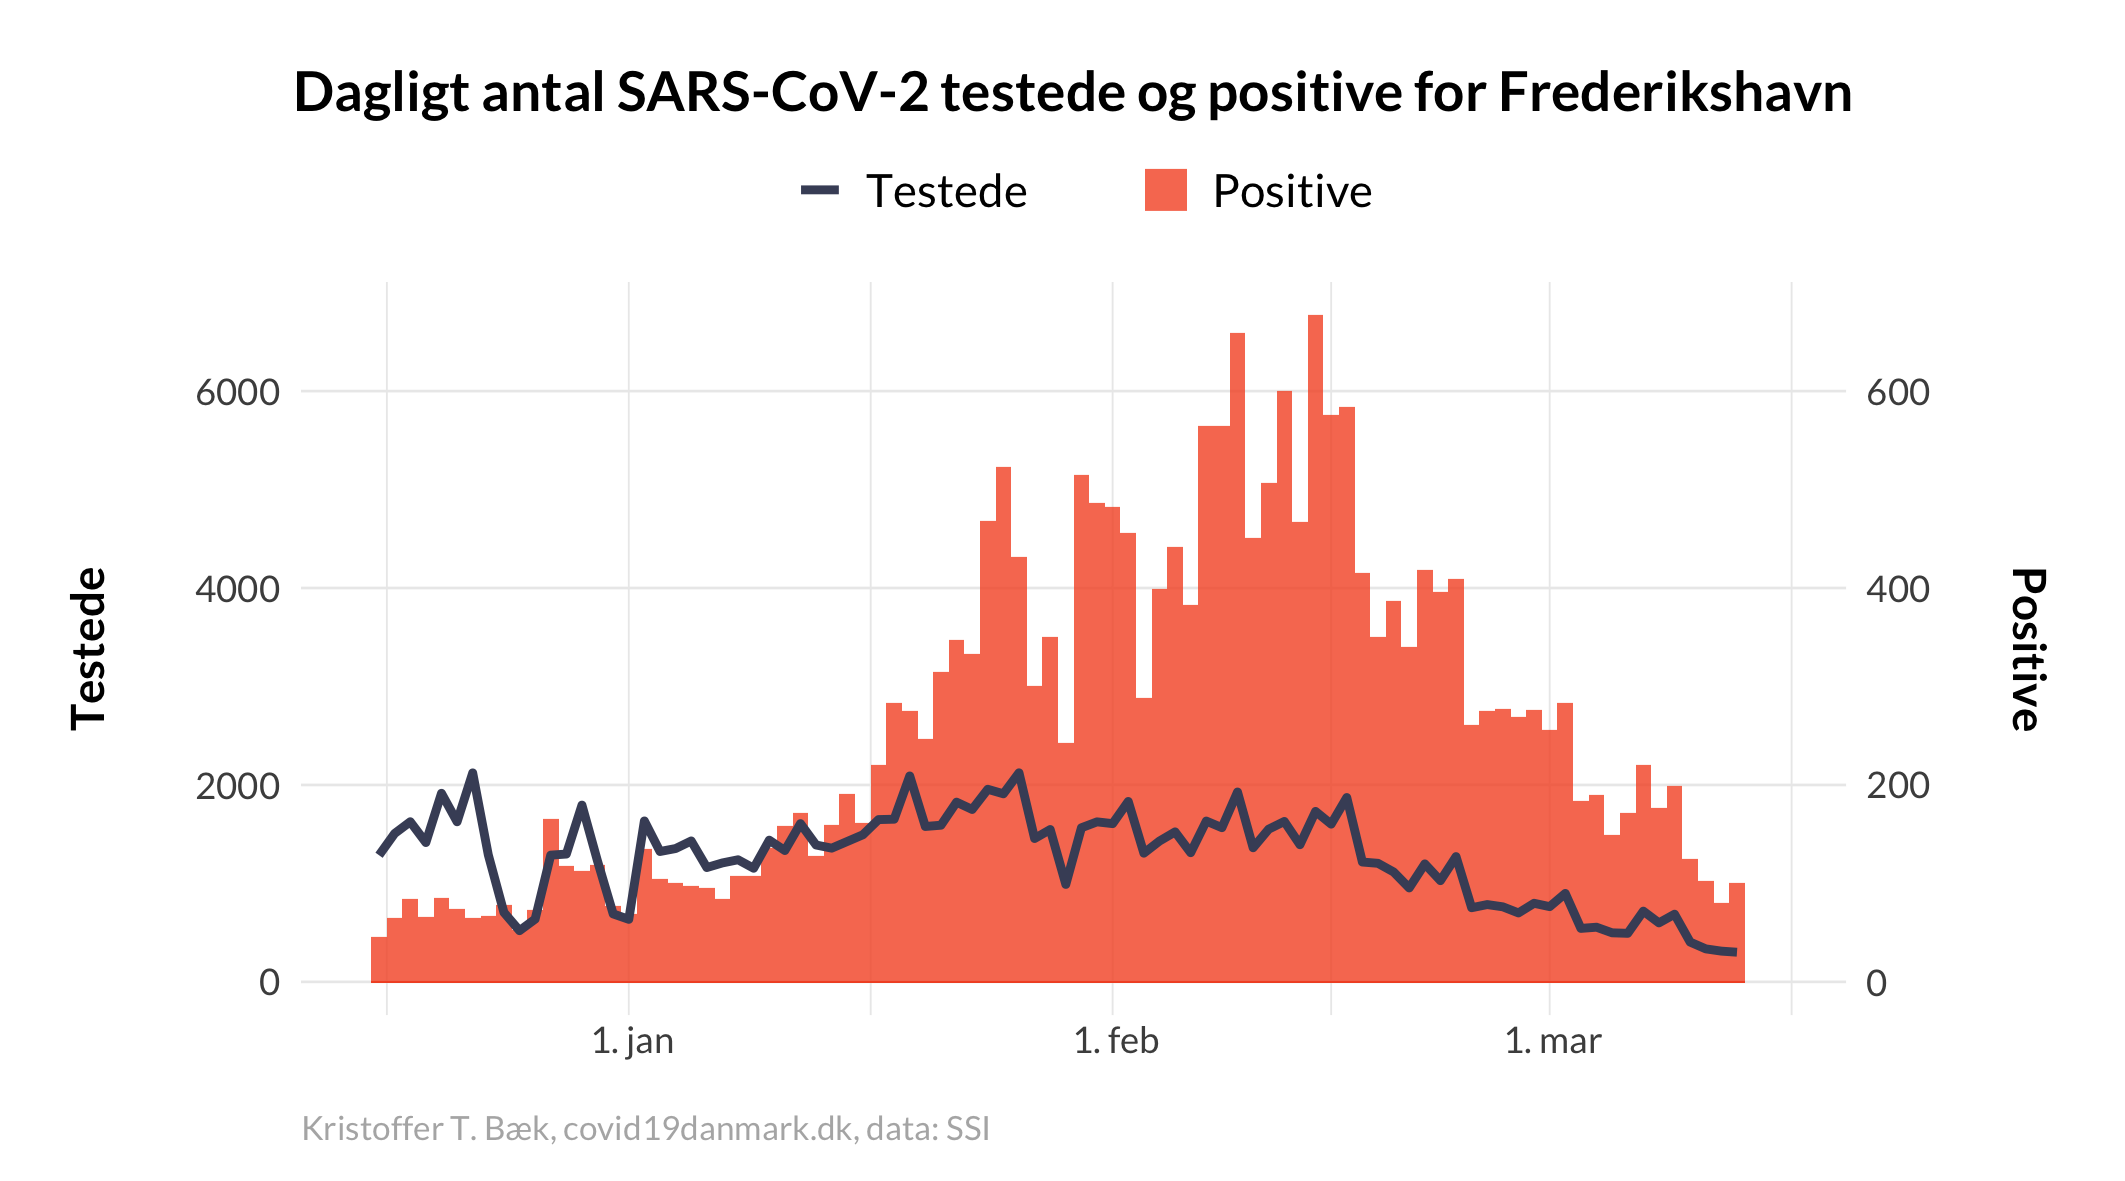 Dagligt antal SARS-CoV-2 testede og positive for Frederikshavn
Testede
Positive
6000
4000
2000
0
Testede
600
400
200
0
Positive
1. jan
1. feb
1. mar
Kristoffer T. Bæk, covid19danmark.dk, data: SSI